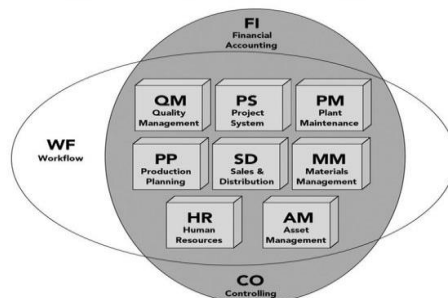 FI
Financial
Accounting
QM
Quality
Management
PS
Project
System
PM
Plant
Maintenance
WF
Workflow
PP
Production
Planning
SD
Sales &
Distribution
MM
Materials
Management
HR
Human
Resources
AM
Asset
Management
CO
Controlling